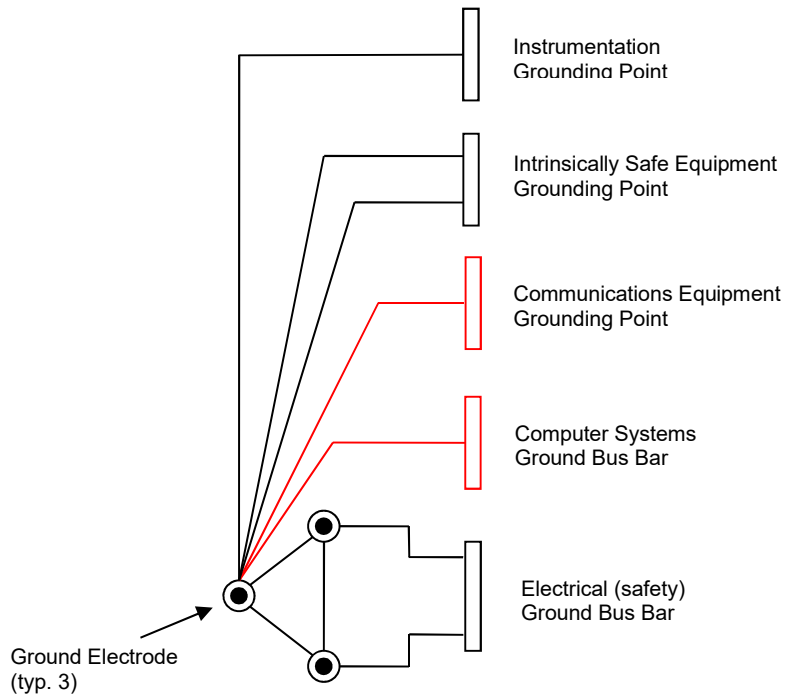 Instrumentation
Grounding Point
Intrinsically Safe Equipment
Grounding Point
Communications Equipment
Grounding Point
Computer Systems
Ground Bus Bar
Electrical (safety)
Ground Bus Bar
Ground Electrode
(typ. 3)